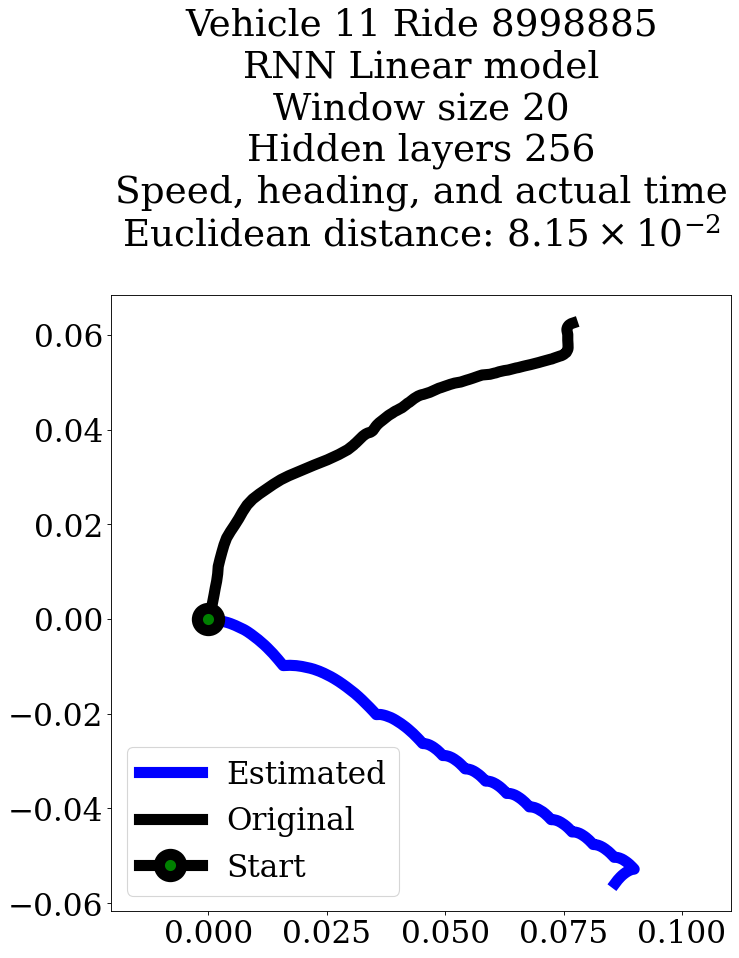 Vehicle 11 Ride 8998885
RNN Linear model
Window size 20
Hidden layers 256
Speed, heading, and actual time
Euclidean distance: 8.15 × 10⁻²
0.06
0.04
0.02
0.00
−0.02
−0.04
−0.06
Estimated
Original
Start
0.000 0.025 0.050 0.075 0.100